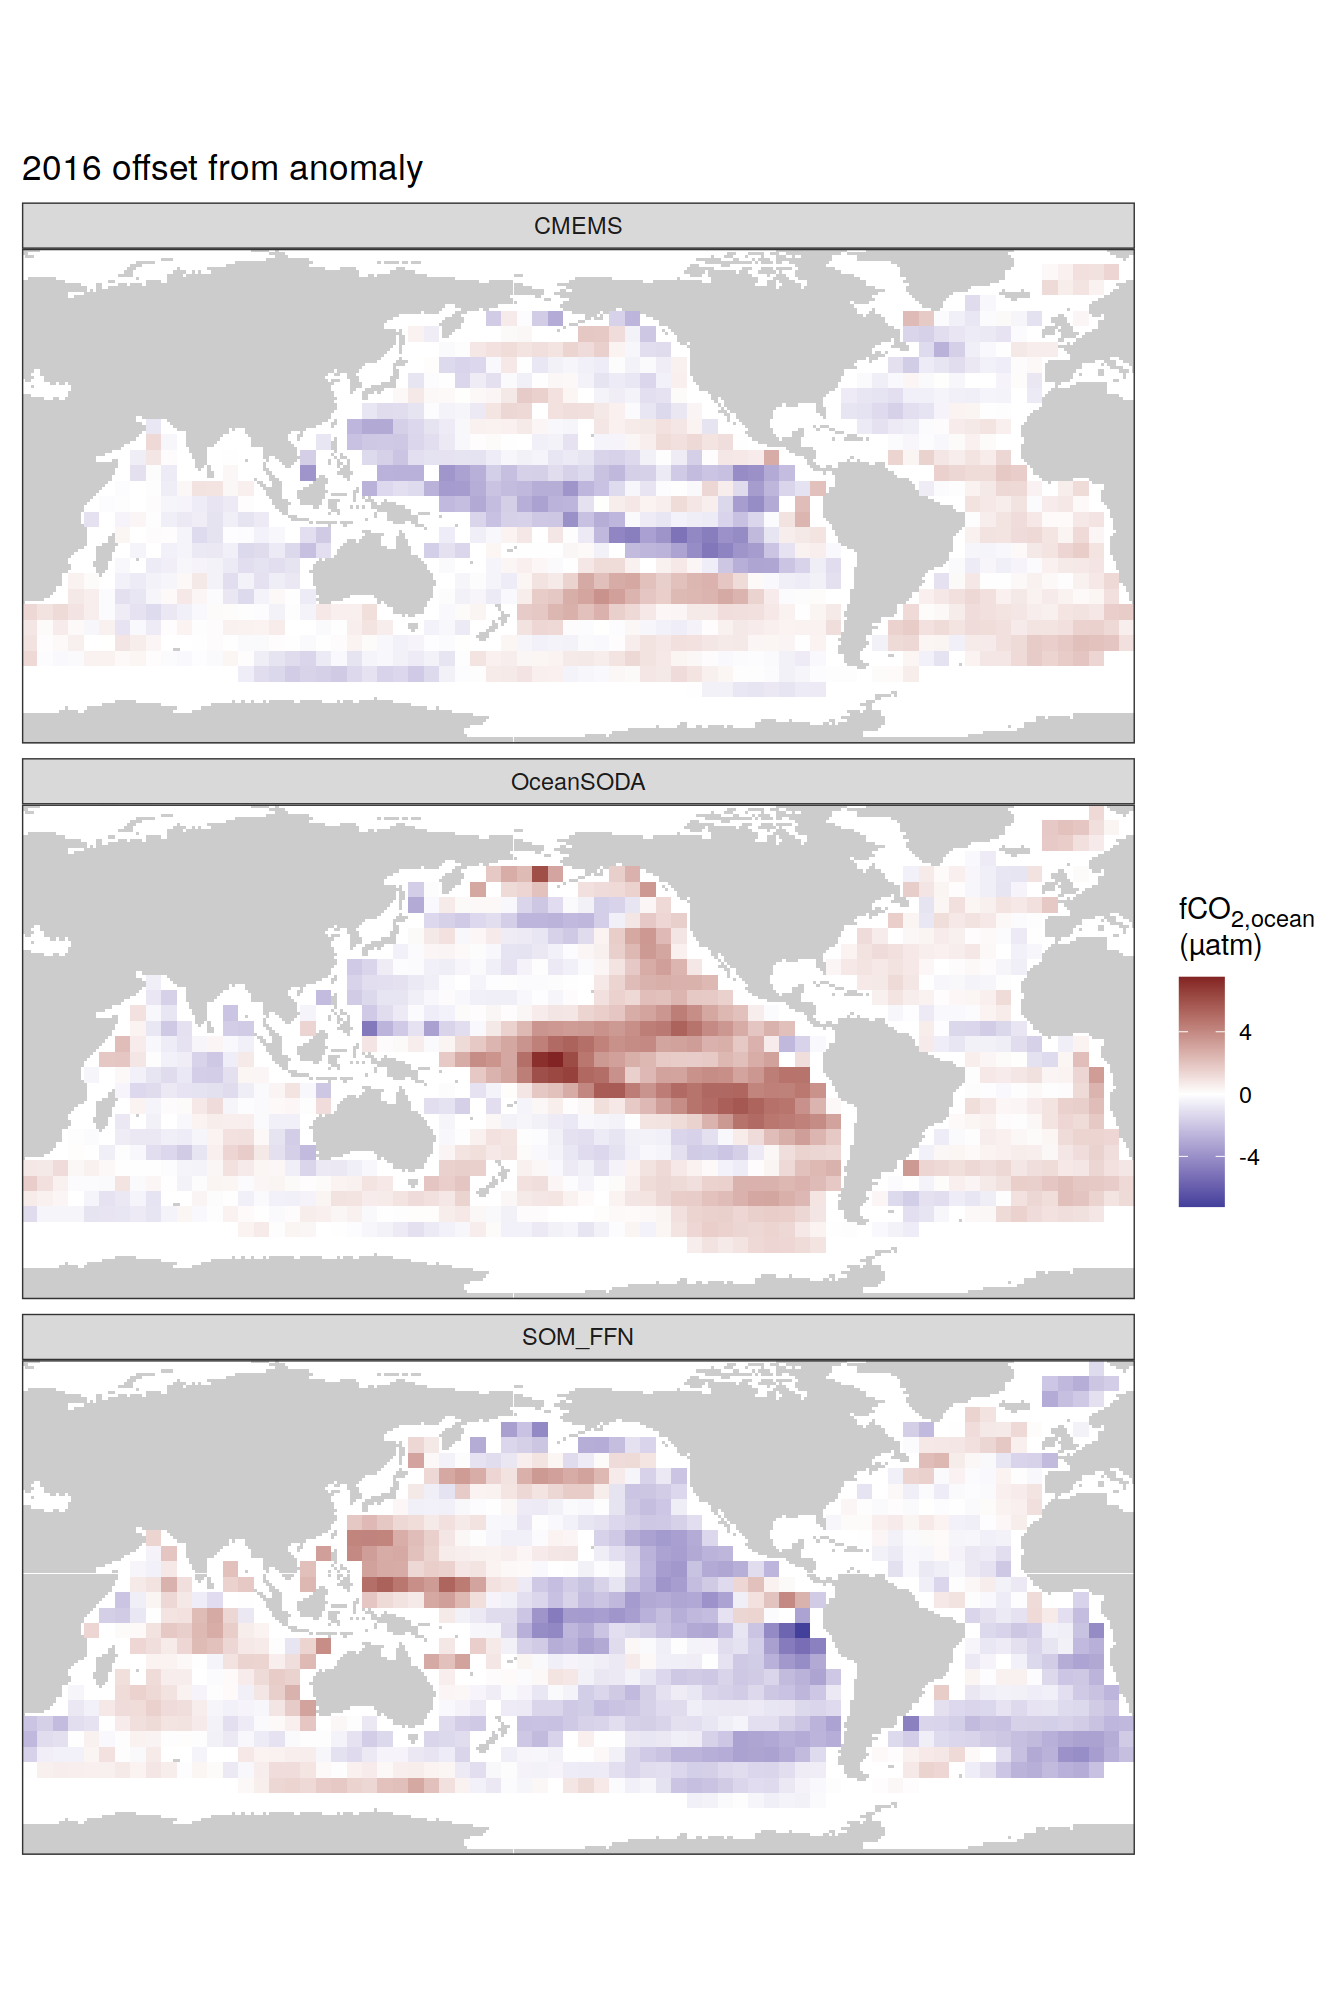 2016 offset from anomaly
CMEMS
OceanSODA
fCO2,ocean
(µatm)
4
0
-4
SOM_FFN